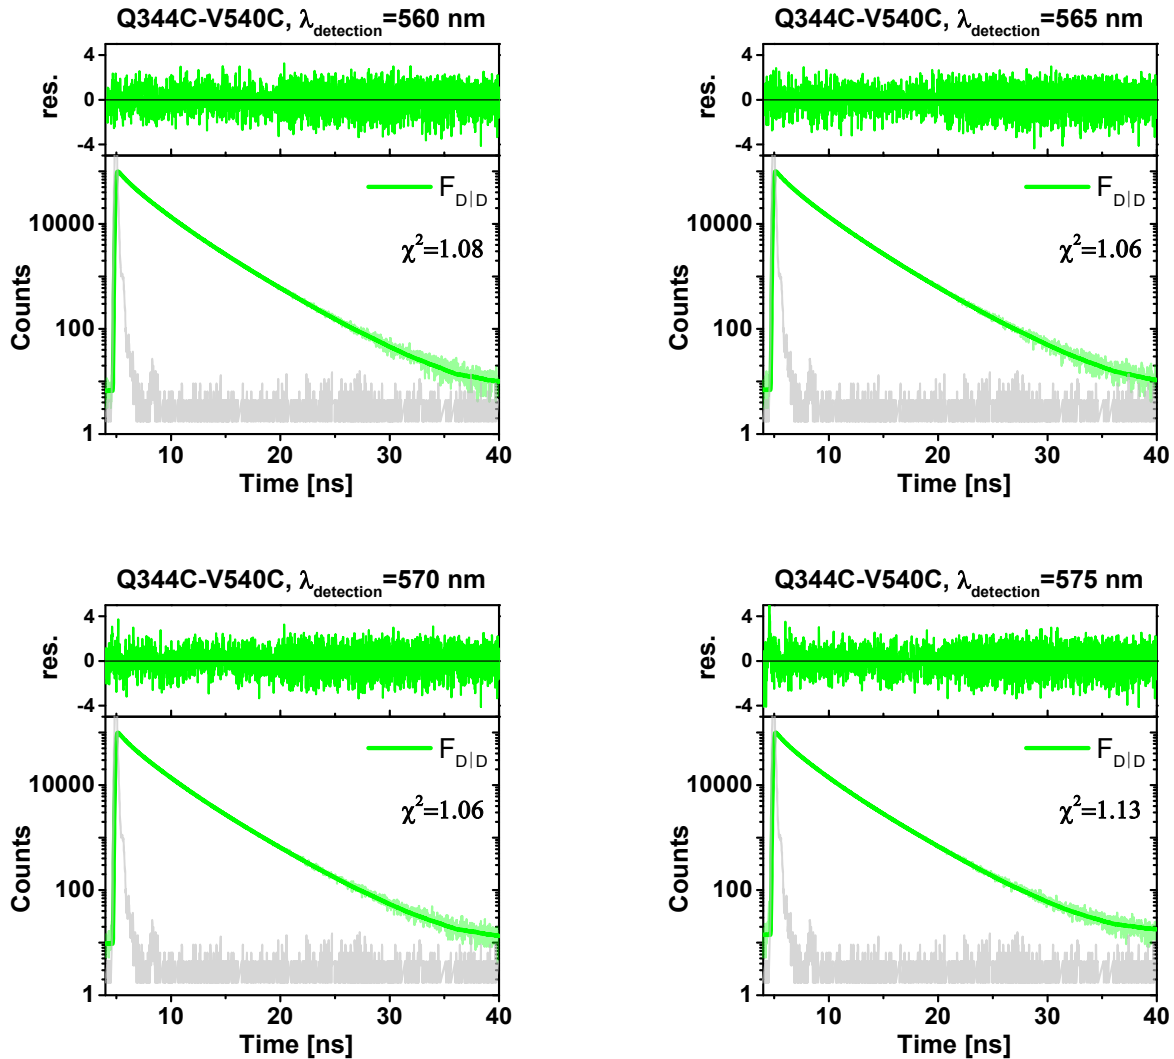 Q344C-V540C, λdetection=560 nm
4
0
-4
res.
F D|D
χ²=1.08
10000
100
1
Counts
10 20 30 40
Time [ns]
Q344C-V540C, λdetection=565 nm
4
0
-4
res.
F D|D
χ²=1.06
10000
100
1
Counts
10 20 30 40
Time [ns]
Q344C-V540C, λdetection=570 nm
4
0
-4
res.
F D|D
χ²=1.06
10000
100
1
Counts
10 20 30 40
Time [ns]
Q344C-V540C, λdetection=575 nm
4
0
-4
res.
F D|D
χ²=1.13
10000
100
1
Counts
10 20 30 40
Time [ns]